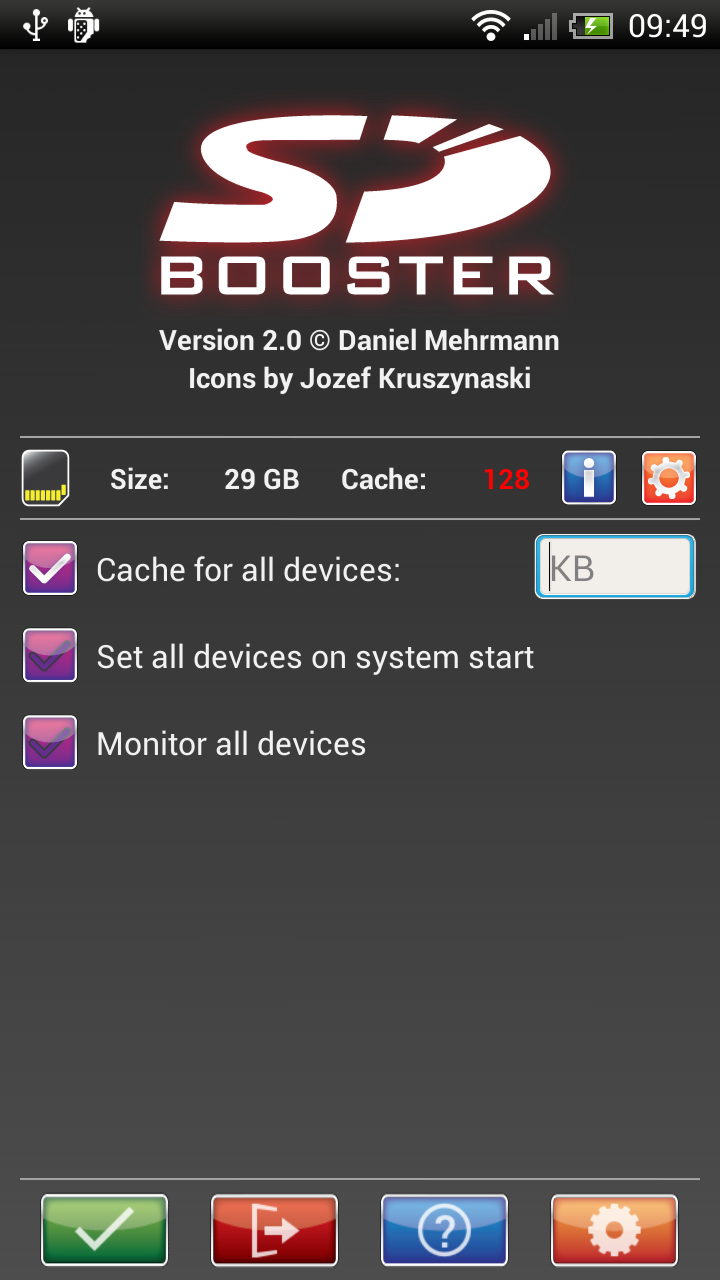 09:49
SD
BOOSTER
Version 2.0 © Daniel Mehrmann
Icons by Jozef Kruszynaski
Size: 29 GB Cache: 128
Cache for all devices: KB
Set all devices on system start
Monitor all devices